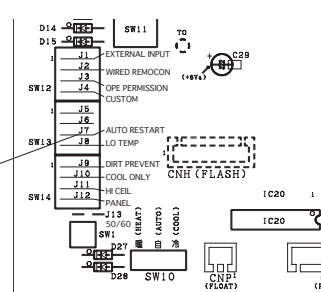 D14
SW11
TO
D15
C29
(+5Va)
1
J1 EXTERNAL INPUT
J2 WIRED REMOCON
J3 OPE PERMISSION
SW12 J4 CUSTOM
J5
J6
J7 AUTO RESTART
SW13 J8 LO TEMP
1
1
J9 DIRT PREVENT
J10 COOL ONLY
CNH (FLASH)
J11 HI CEIL
SW14 J12 PANEL
IC20 1
J13
50/60
(HEAT)
(AUTO)
(COOL)
IC20
SW1
暖 自 冷
D27
D28
SW10
CNP1
(FLOAT)